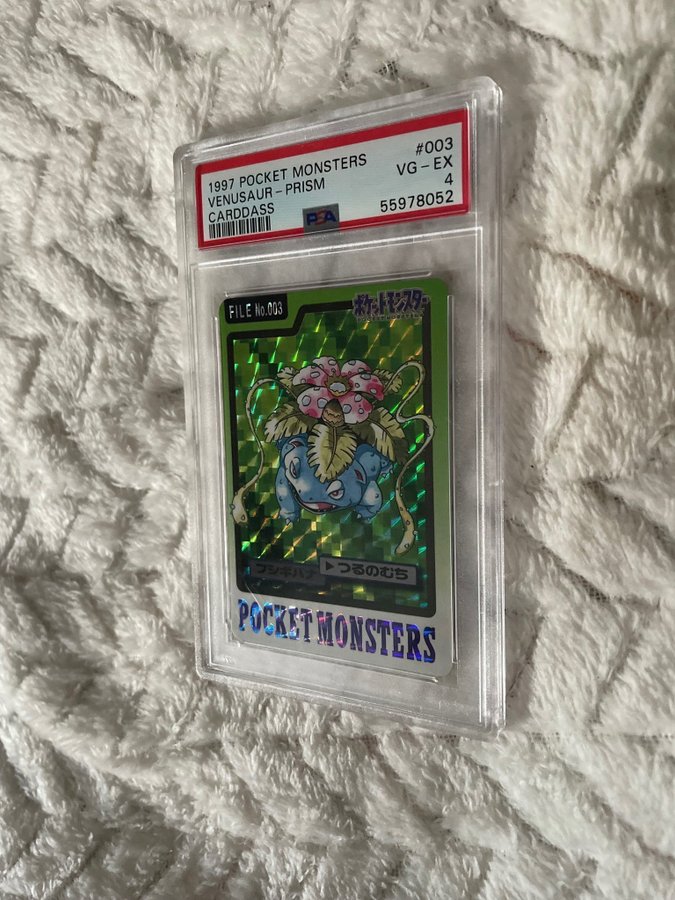 1997 POCKET MONSTERS #003
VENUSAUR - PRISM VG - EX
CARDDASS 4
PSA 55978052
FILE No.003 ポケットモンスター
フシギバナ ▶つるのむち
POCKET MONSTERS